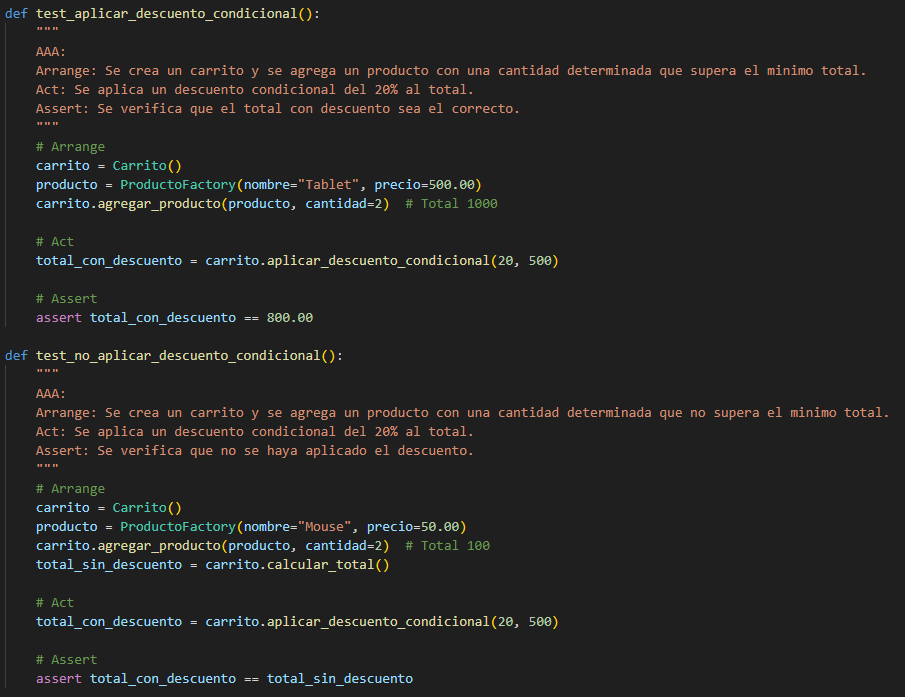 def test_aplicar_descuento_condicional():
    """
    AAA:
    Arrange: Se crea un carrito y se agrega un producto con una cantidad determinada que supera el minimo total.
    Act: Se aplica un descuento condicional del 20% al total.
    Assert: Se verifica que el total con descuento sea el correcto.
    """
    # Arrange
    carrito = Carrito()
    producto = ProductoFactory(nombre="Tablet", precio=500.00)
    carrito.agregar_producto(producto, cantidad=2)  # Total 1000

    # Act
    total_con_descuento = carrito.aplicar_descuento_condicional(20, 500)

    # Assert
    assert total_con_descuento == 800.00

def test_no_aplicar_descuento_condicional():
    """
    AAA:
    Arrange: Se crea un carrito y se agrega un producto con una cantidad determinada que no supera el minimo total.
    Act: Se aplica un descuento condicional del 20% al total.
    Assert: Se verifica que no se haya aplicado el descuento.
    """
    # Arrange
    carrito = Carrito()
    producto = ProductoFactory(nombre="Mouse", precio=50.00)
    carrito.agregar_producto(producto, cantidad=2)  # Total 100
    total_sin_descuento = carrito.calcular_total()

    # Act
    total_con_descuento = carrito.aplicar_descuento_condicional(20, 500)

    # Assert
    assert total_con_descuento == total_sin_descuento